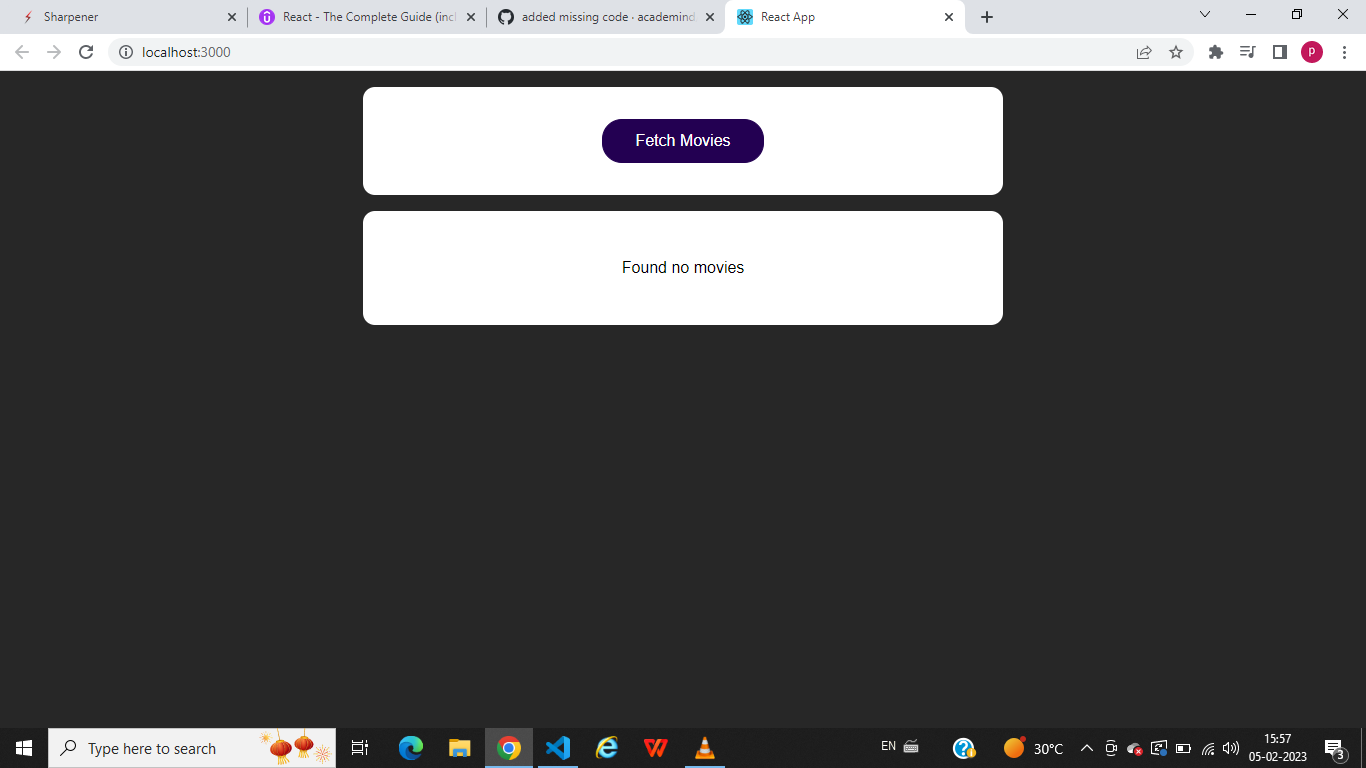 Sharpener
React - The Complete Guide (incl
added missing code · academind
React App
localhost:3000
P
Fetch Movies
Found no movies
Type here to search
EN
30°C
15:57
05-02-2023
3